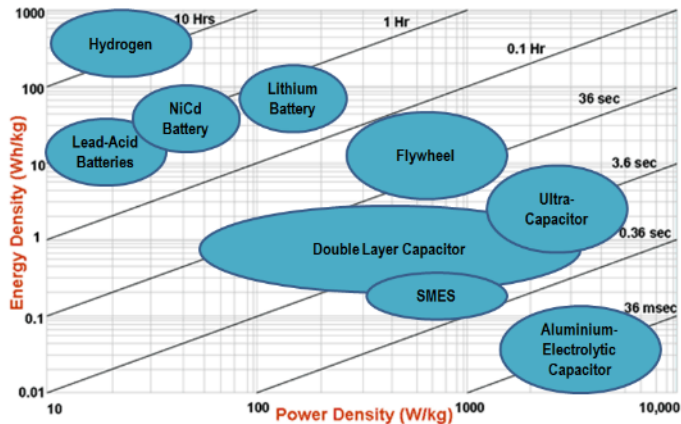 1000
10 Hrs
1 Hr
0.1 Hr
Hydrogen
100
Lithium
Battery
36 sec
NiCd
Battery
Lead-Acid
Batteries
Flywheel
10
3.6 sec
Ultra-
Capacitor
1
0.36 sec
Double Layer Capacitor
SMES
0.1
36 msec
Aluminium-
Electrolytic
Capacitor
0.01
Energy Density (Wh/kg)
10
100
1000
10,000
Power Density (W/kg)